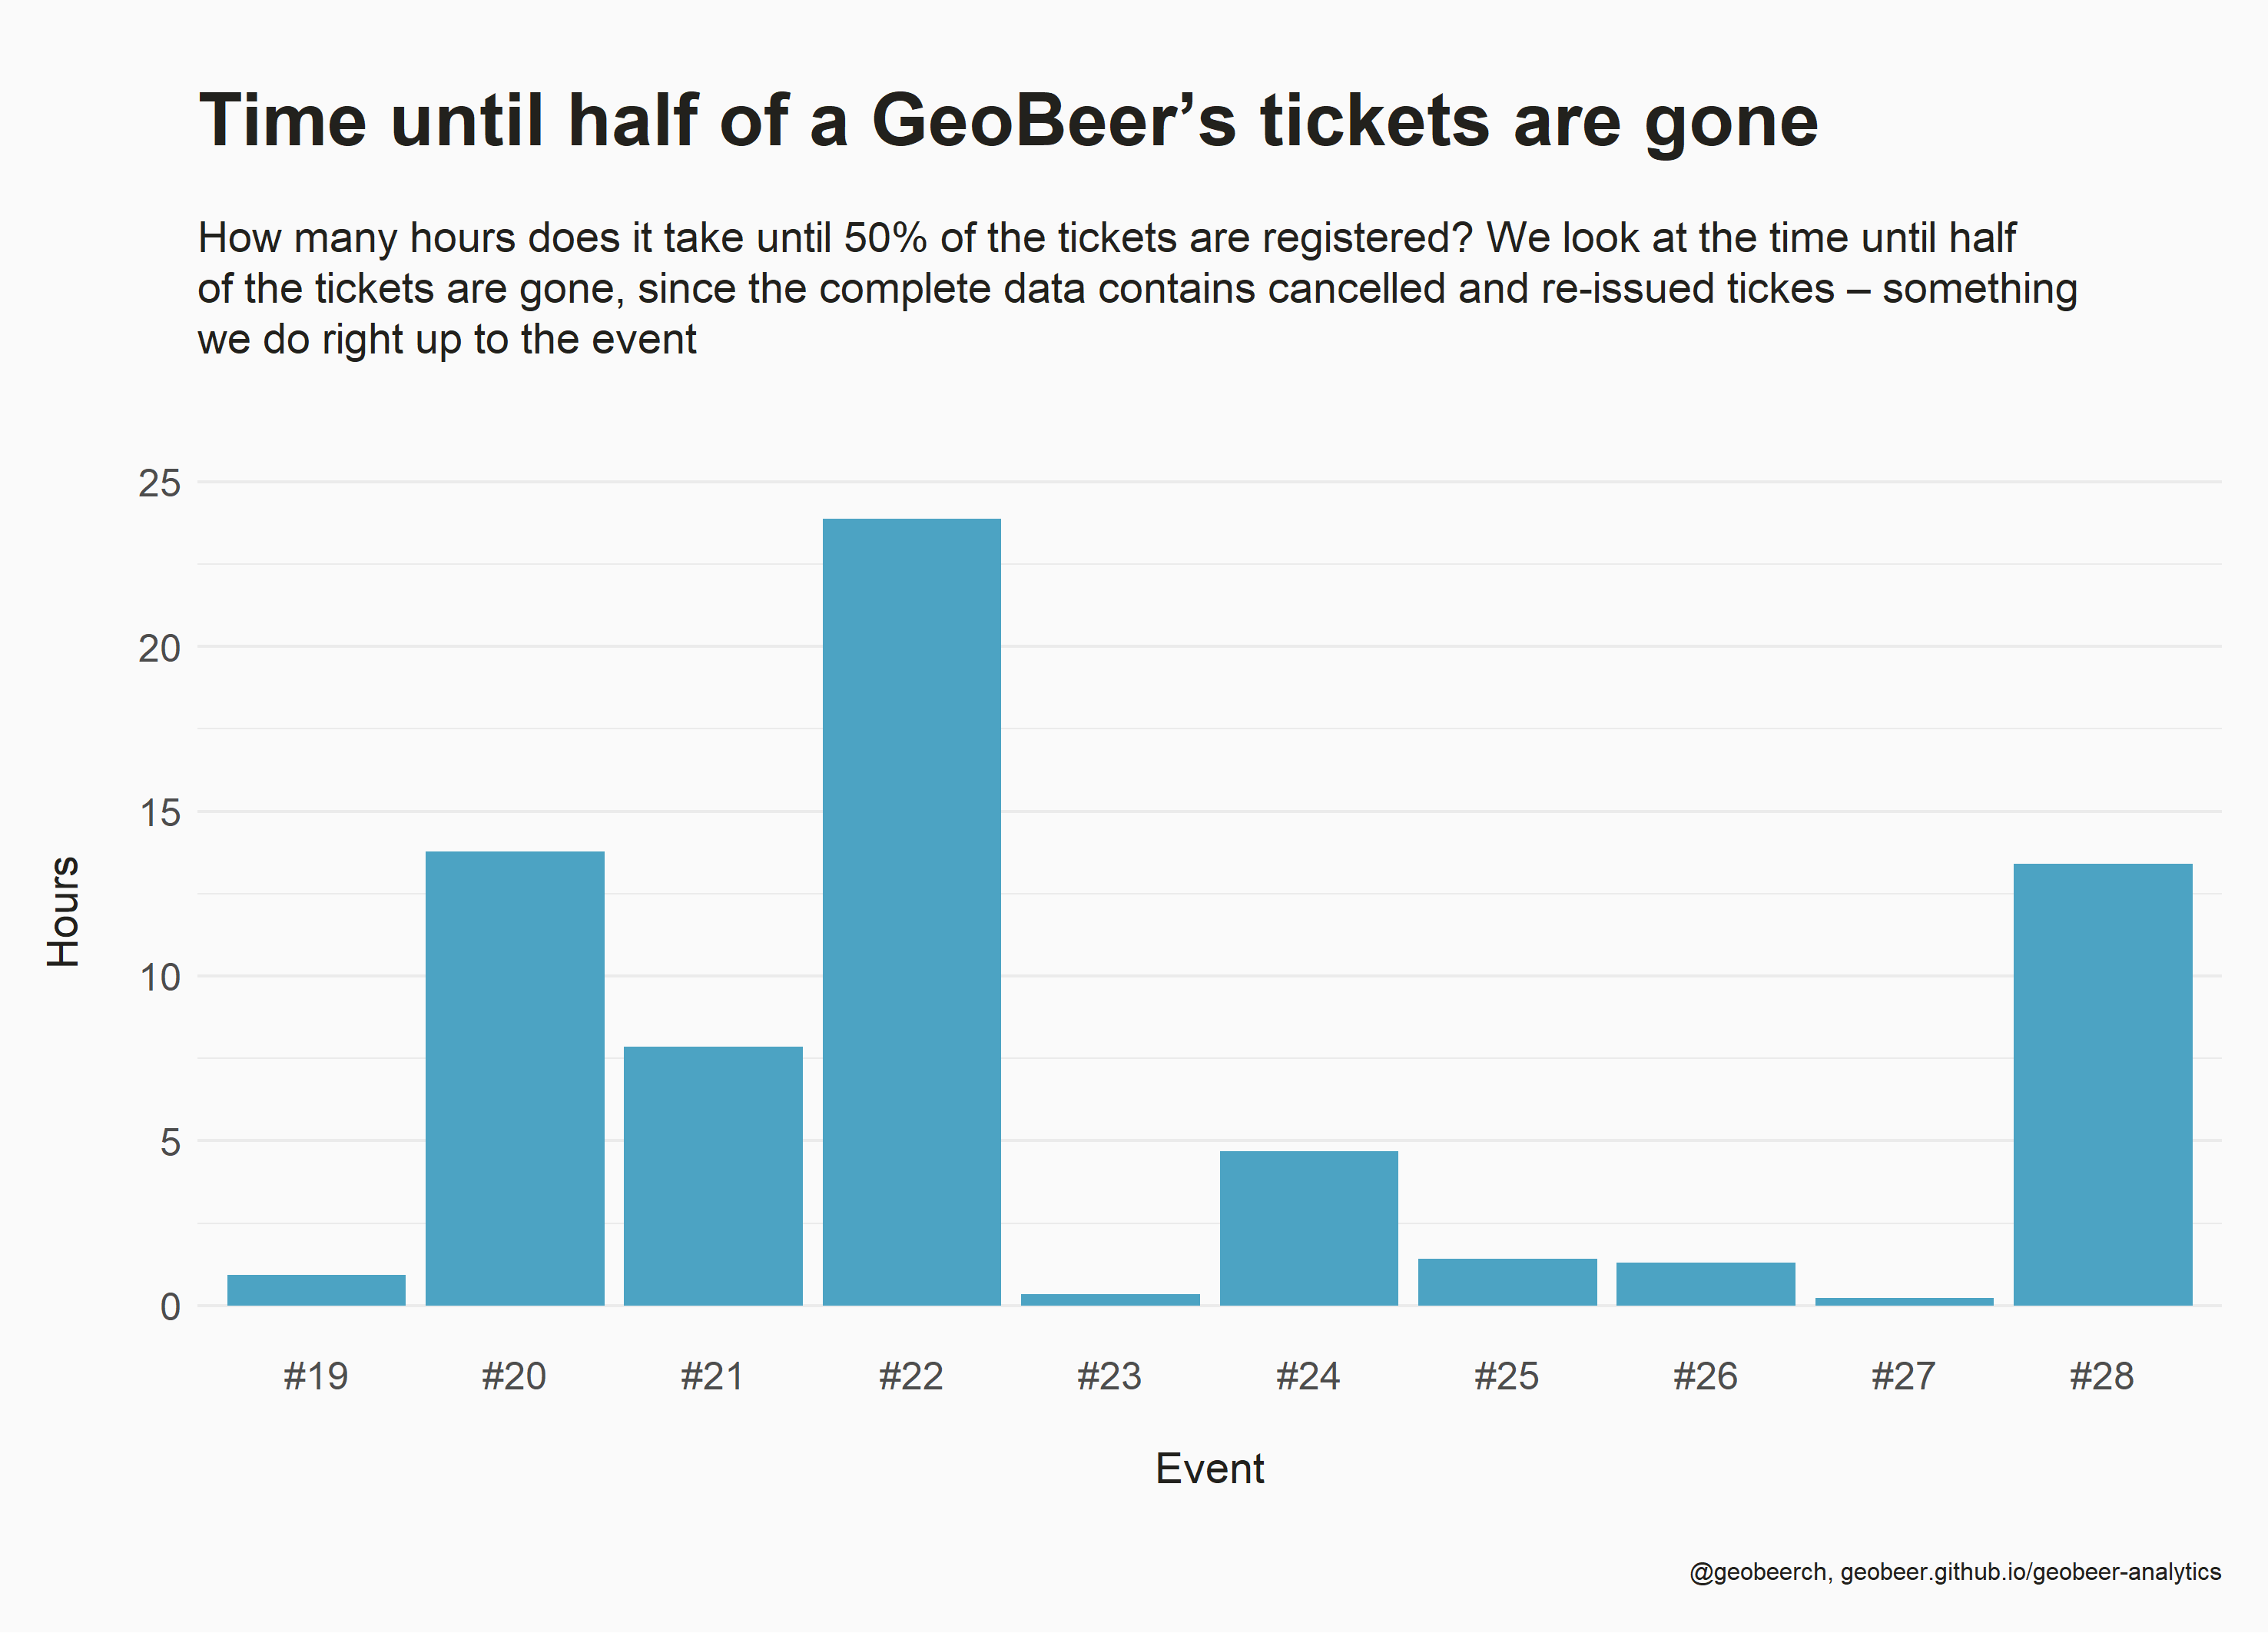 Time until half of a GeoBeer’s tickets are gone
How many hours does it take until 50% of the tickets are registered? We look at the time until half
of the tickets are gone, since the complete data contains cancelled and re-issued tickes – something
we do right up to the event
25
20
15
10
5
0
Hours
#19 #20 #21 #22 #23 #24 #25 #26 #27 #28
Event
@geobeerch, geobeer.github.io/geobeer-analytics